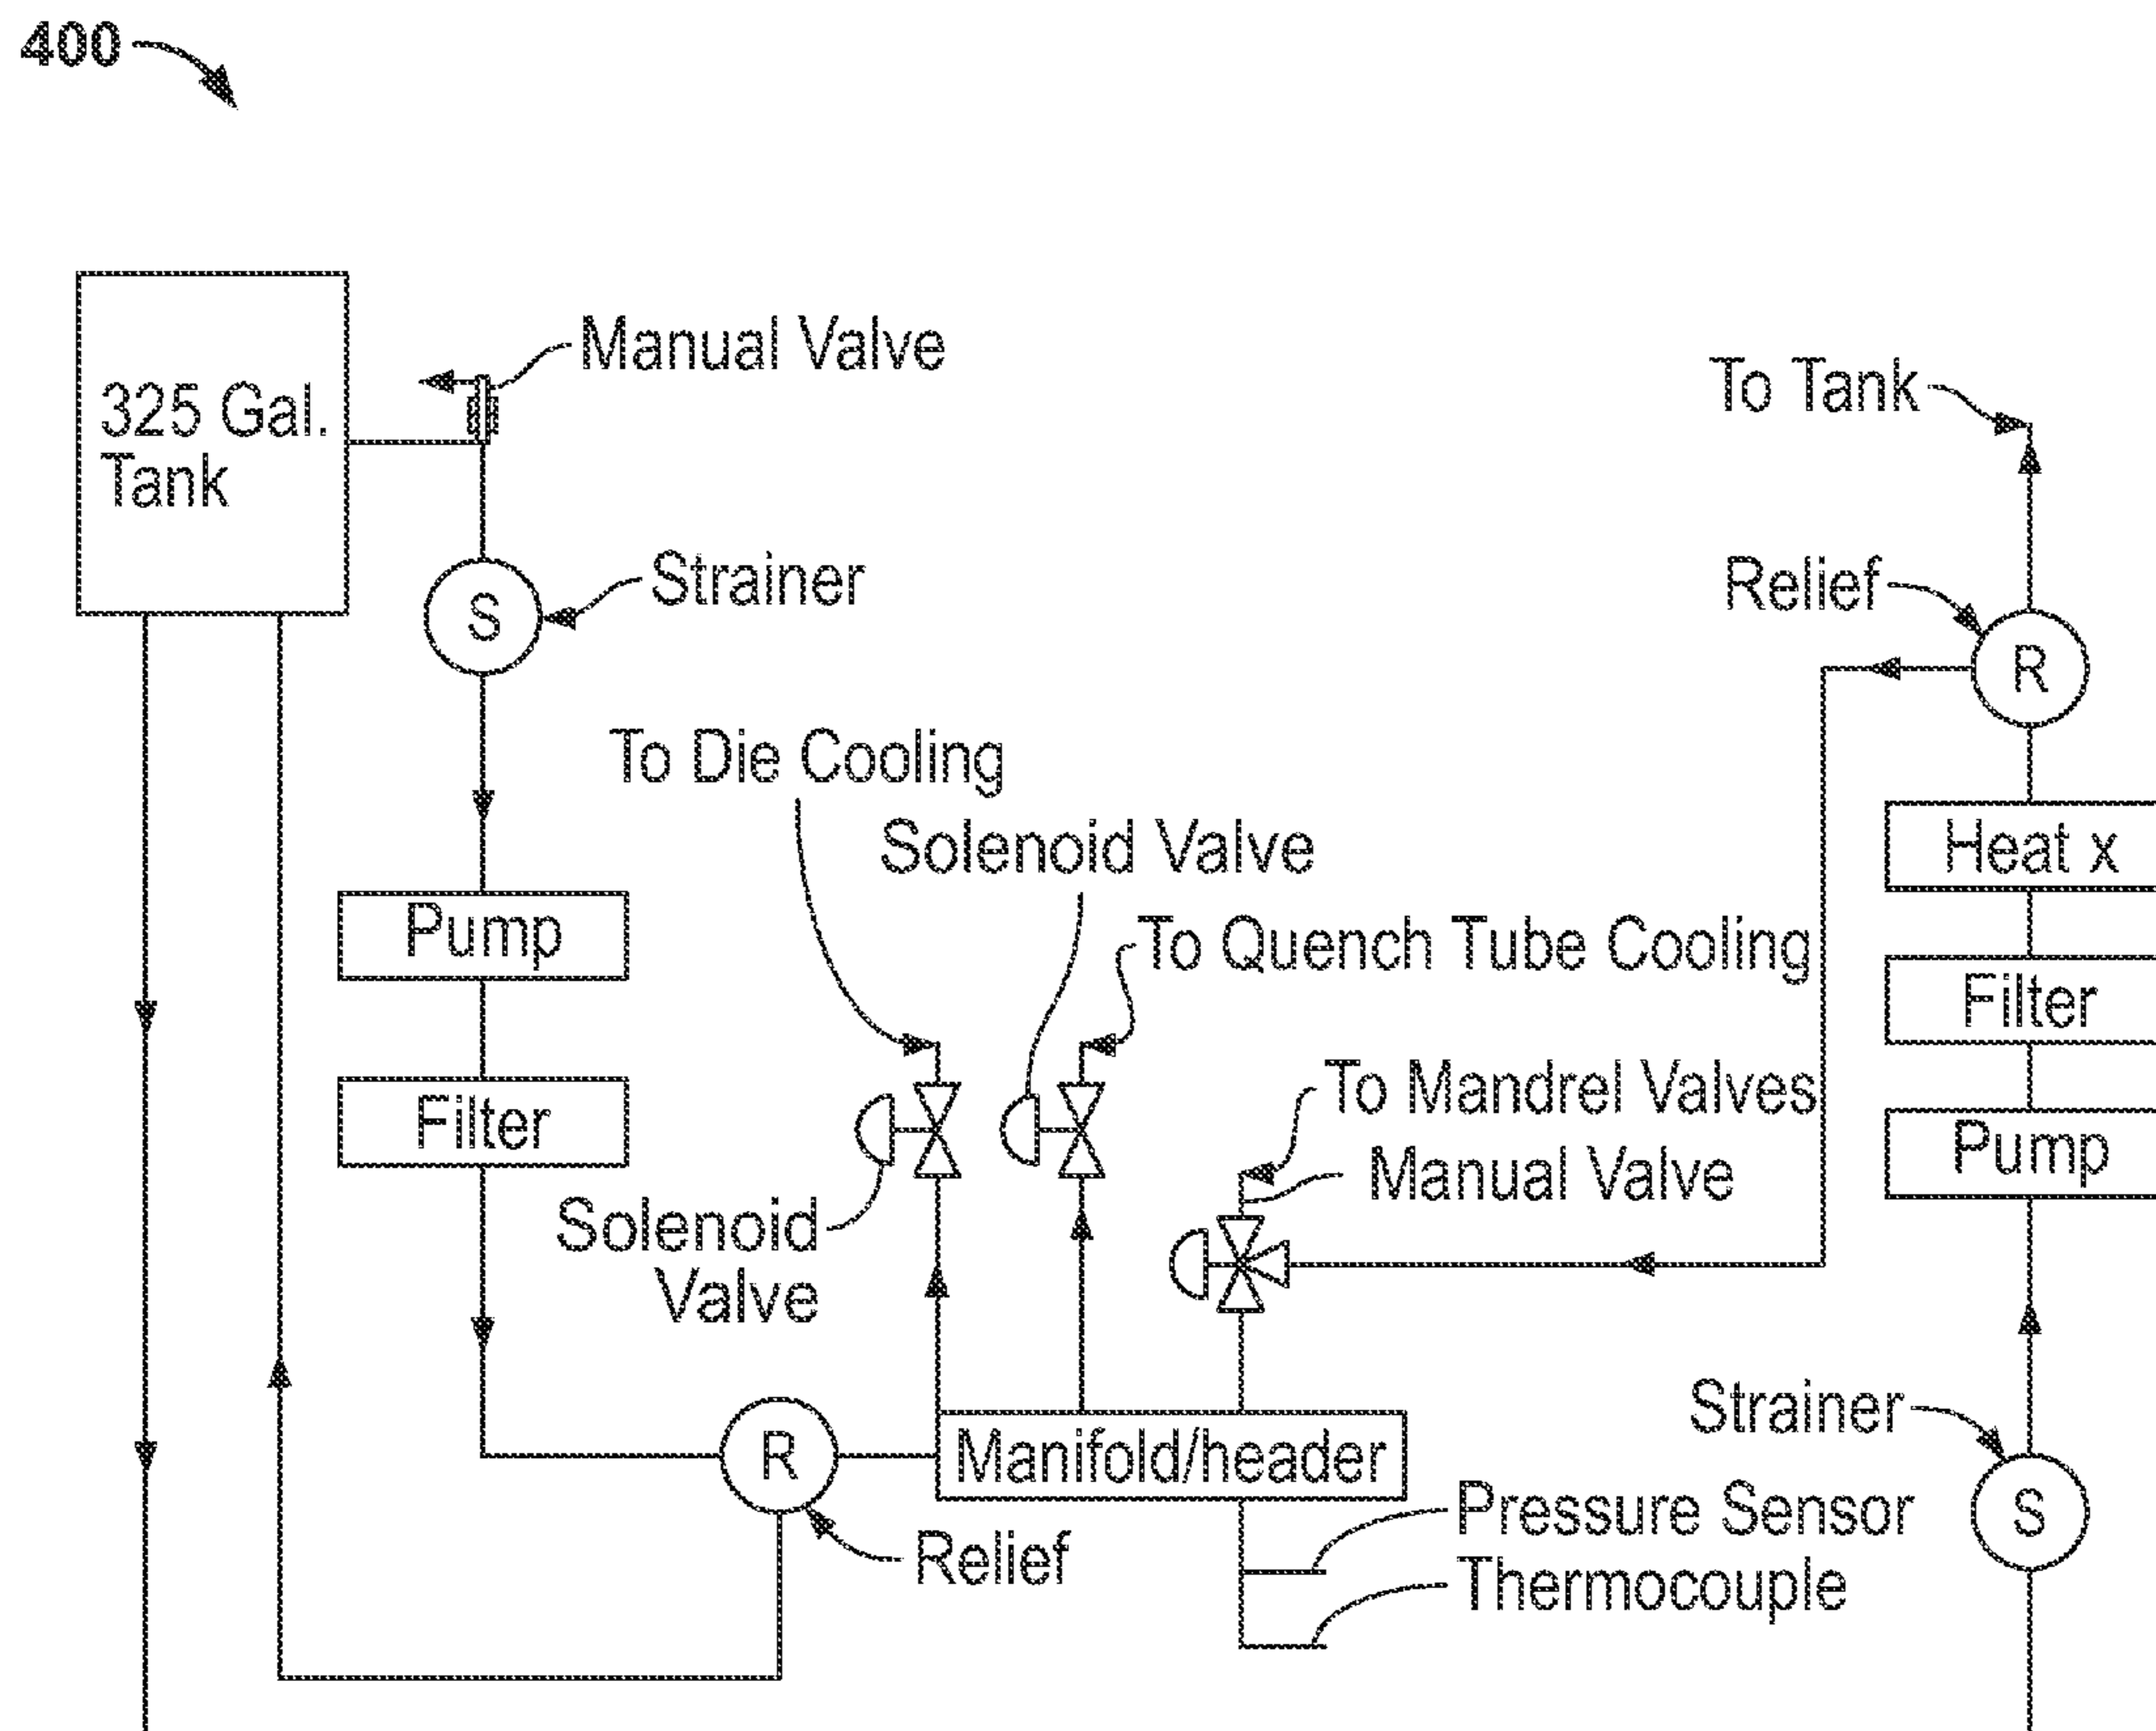 400
Manual Valve
325 Gal.
Tank
To Tank
Strainer
S
Relief
R
To Die Cooling
Solenoid Valve
Heat x
Pump
To Quench Tube Cooling
Filter
Filter
To Mandrel Valves
Manual Valve
Pump
Solenoid
Valve
Strainer
R
Manifold/header
S
Pressure Sensor
Relief
Thermocouple